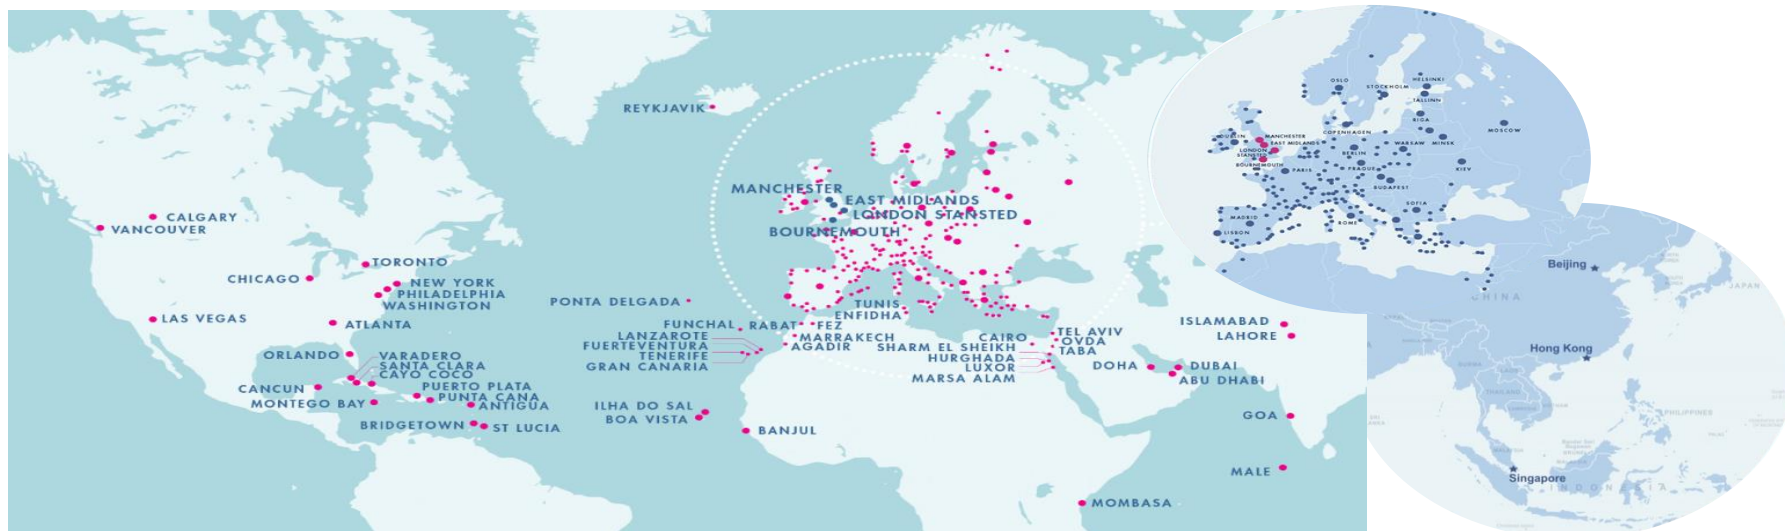 REYKJAVIK
MANCHESTER
EAST MIDLANDS
LONDON STANSTED
BOURNEMOUTH
CALGARY
VANCOUVER
TORONTO
CHICAGO
NEW YORK
PHILADELPHIA
WASHINGTON
LAS VEGAS
ATLANTA
ORLANDO
VARADERO
SANTA CLARA
CAYO COCO
CANCUN
PUERTO PLATA
PUNTA CANA
MONTEGO BAY
ANTIGUA
BRIDGETOWN
ST LUCIA
PONTA DELGADA
FUNCHAL
LANZAROTE
FUERTEVENTURA
TENERIFE
GRAN CANARIA
RABAT
FEZ
MARRAKECH
AGADIR
TUNIS
ENFIDHA
CAIRO
SHARM EL SHEIKH
HURGHADA
LUXOR
MARSA ALAM
TEL AVIV
OVDA
TABA
ILHA DO SAL
BOA VISTA
BANJUL
DOHA
DUBAI
ABU DHABI
ISLAMABAD
LAHORE
GOA
MALE
MOMBASA
OSLO
STOCKHOLM
HELSINKI
TALLINN
RIGA
MOSCOW
COPENHAGEN
DUBLIN
MANCHESTER
EAST MIDLANDS
LONDON
STANSTED
BOURNEMOUTH
BERLIN
WARSAW
MINSK
PARIS
PRAGUE
KIEV
BUDAPEST
SOFIA
MADRID
ROME
LISBON
Beijing
CHINA
JAPAN
Hong Kong
THAILAND
PHILIPPINES
MALAYSIA
Singapore
INDONESIA